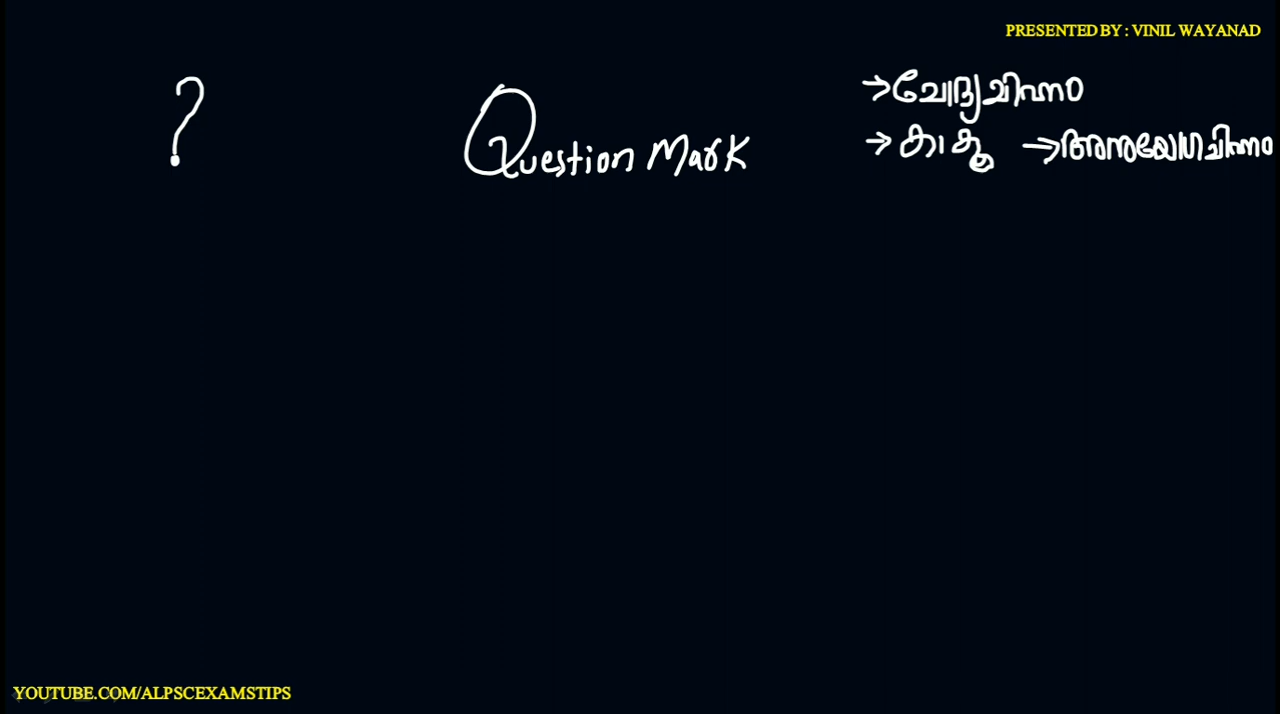 PRESENTED BY : VINIL WAYANAD
? Question Mark → ചോദ്യചിഹ്നം
→ കാകു → അനുയോഗചിഹ്നം
YOUTUBE.COM/ALPSCEXAMSTIPS